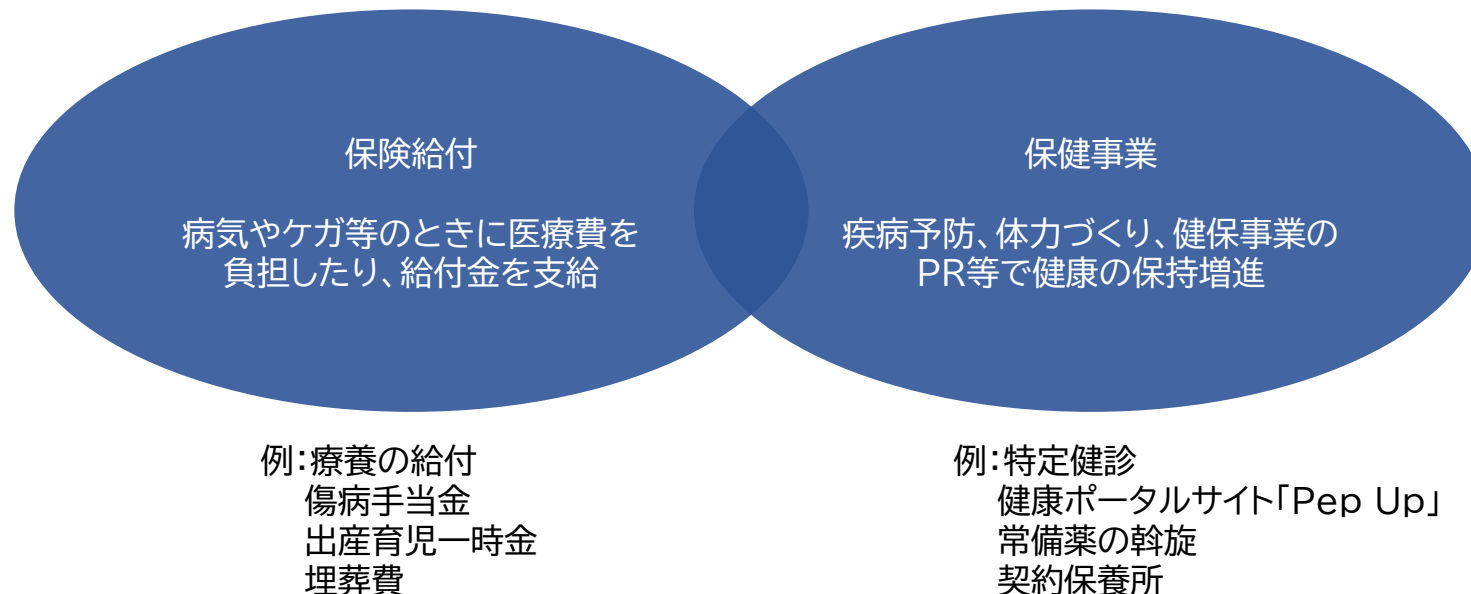 保険給付
病気やケガ等のときに医療費を
負担したり、給付金を支給
保健事業
疾病予防、体力づくり、健保事業の
PR等で健康の保持増進
例：療養の給付
傷病手当金
出産育児一時金
埋葬費
例：特定健診
健康ポータルサイト「Pep Up」
常備薬の斡旋
契約保養所